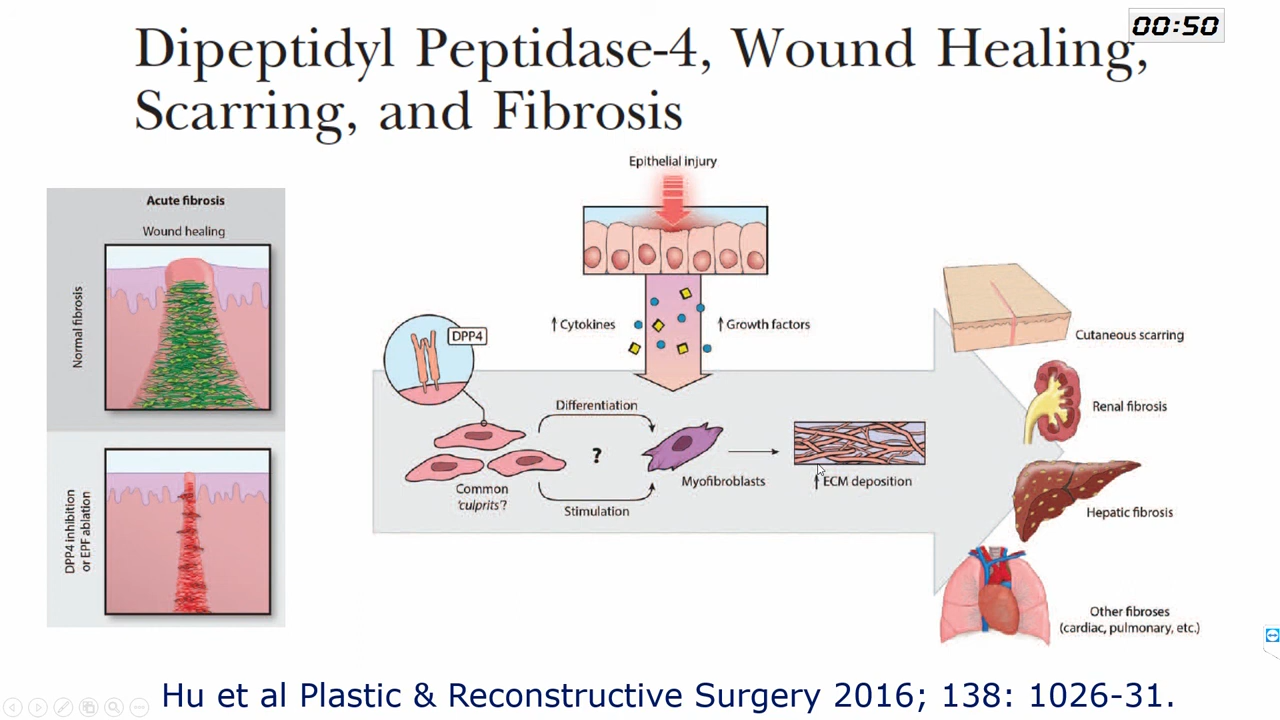 00:50
Dipeptidyl Peptidase-4, Wound Healing,
Scarring, and Fibrosis
Acute fibrosis
Wound healing
Normal fibrosis
DPP4 inhibition
or EPF ablation
Epithelial injury
↑ Cytokines
↑ Growth factors
DPP4
Differentiation
?
Common
'culprits'?
Stimulation
Myofibroblasts
↑ ECM deposition
Cutaneous scarring
Renal fibrosis
Hepatic fibrosis
Other fibroses
(cardiac, pulmonary, etc.)
Hu et al Plastic & Reconstructive Surgery 2016; 138: 1026-31.